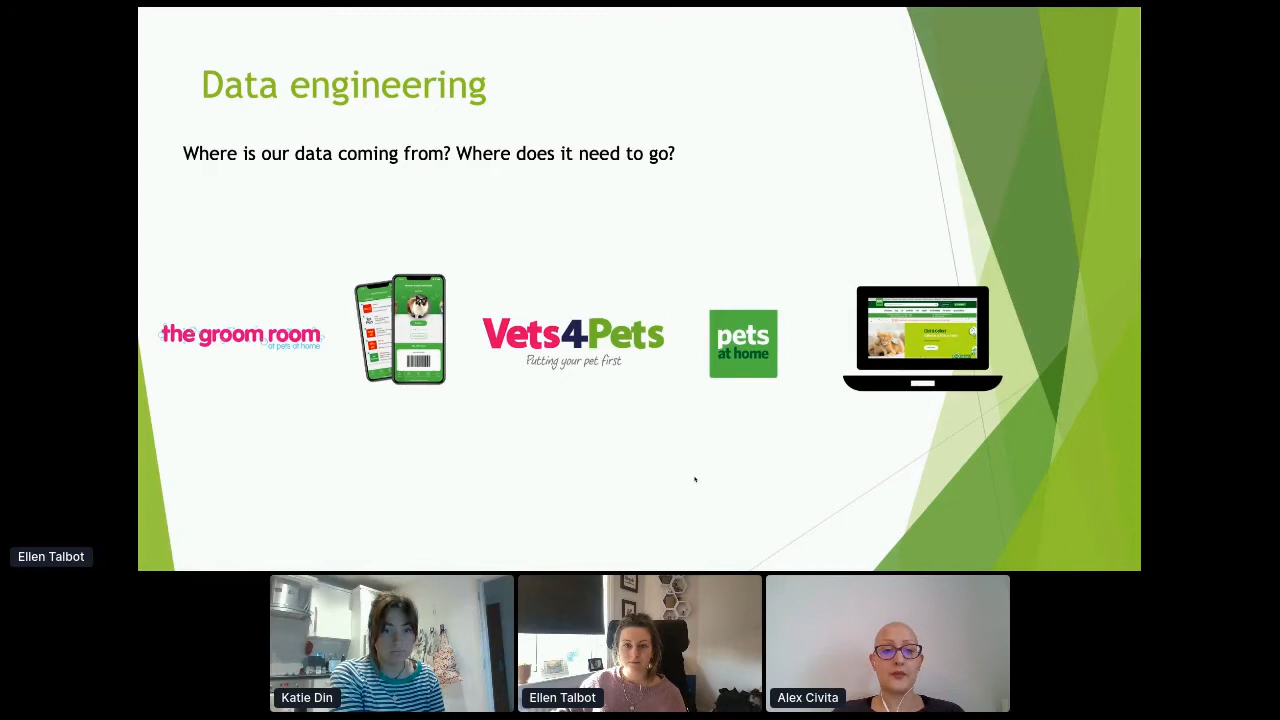 Data engineering
Where is our data coming from? Where does it need to go?
the groom room
at pets at home
Vets4Pets
Putting your pet first
pets
at home
Ellen Talbot
Katie Din
Ellen Talbot
Alex Civita